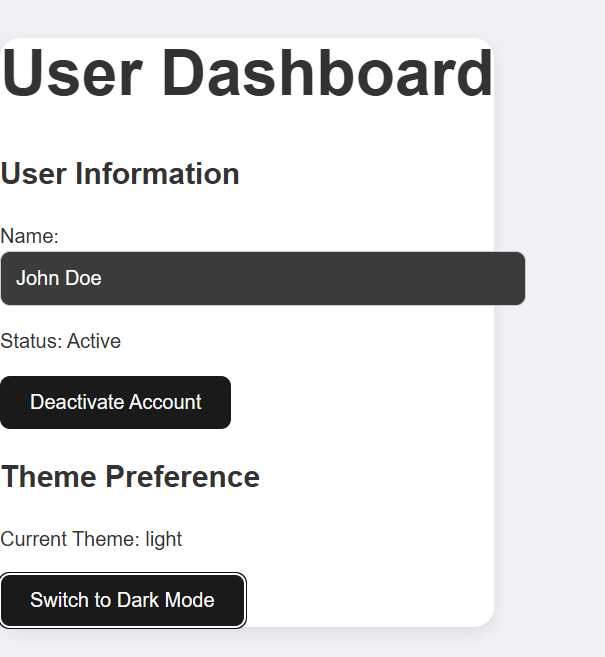 User Dashboard
User Information
Name:
John Doe
Status: Active
Deactivate Account
Theme Preference
Current Theme: light
Switch to Dark Mode